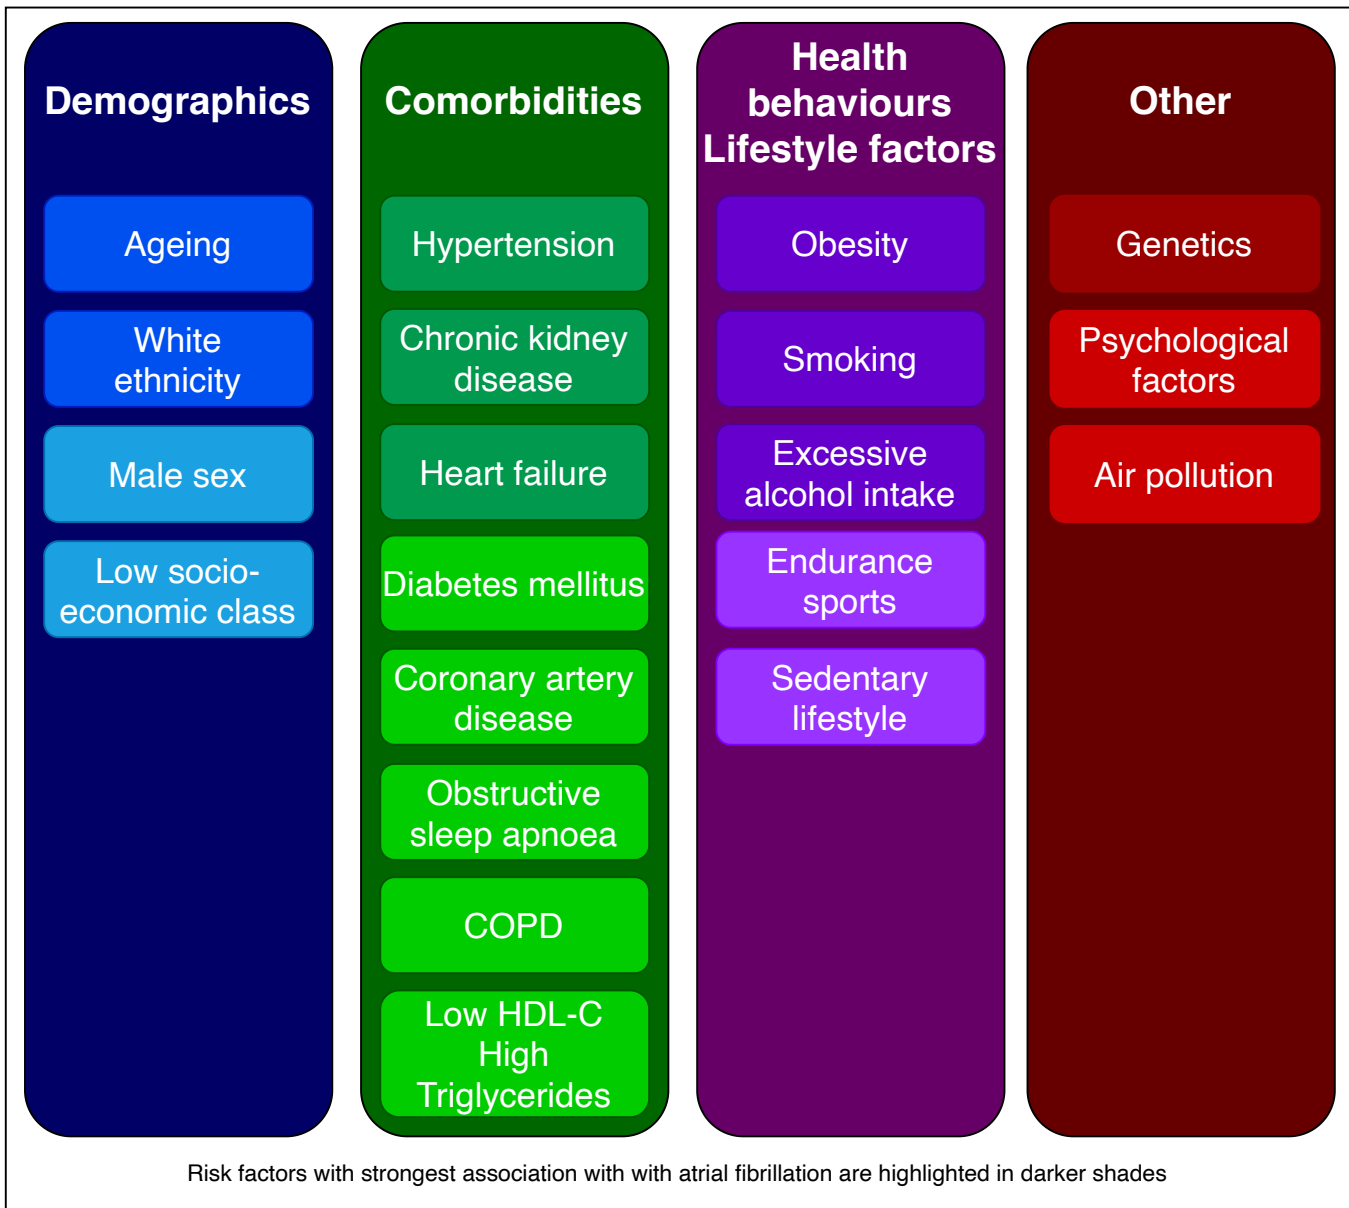 Demographics
Ageing
White
ethnicity
Male sex
Low socio-
economic class
Comorbidities
Hypertension
Chronic kidney
disease
Heart failure
Diabetes mellitus
Coronary artery
disease
Obstructive
sleep apnoea
COPD
Low HDL-C
High
Triglycerides
Health
behaviours
Lifestyle factors
Obesity
Smoking
Excessive
alcohol intake
Endurance
sports
Sedentary
lifestyle
Other
Genetics
Psychological
factors
Air pollution
Risk factors with strongest association with with atrial fibrillation are highlighted in darker shades